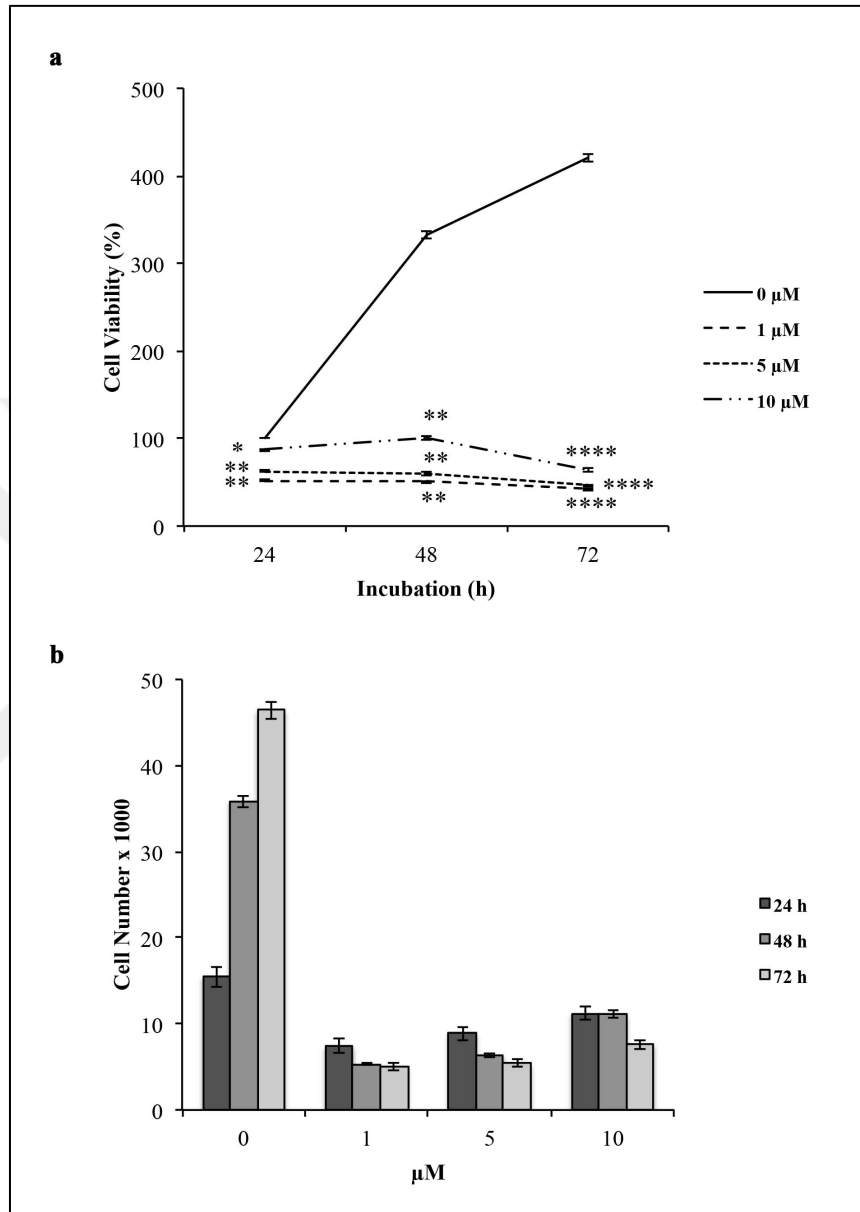 a
500
400
300
200
100
0
Cell Viability (%)
24
48
72
Incubation (h)
0 µM
1 µM
5 µM
10 µM
*
**
**
**
**
**
****
****
****
b
50
40
30
20
10
0
Cell Number x 1000
0
1
5
10
µM
24 h
48 h
72 h